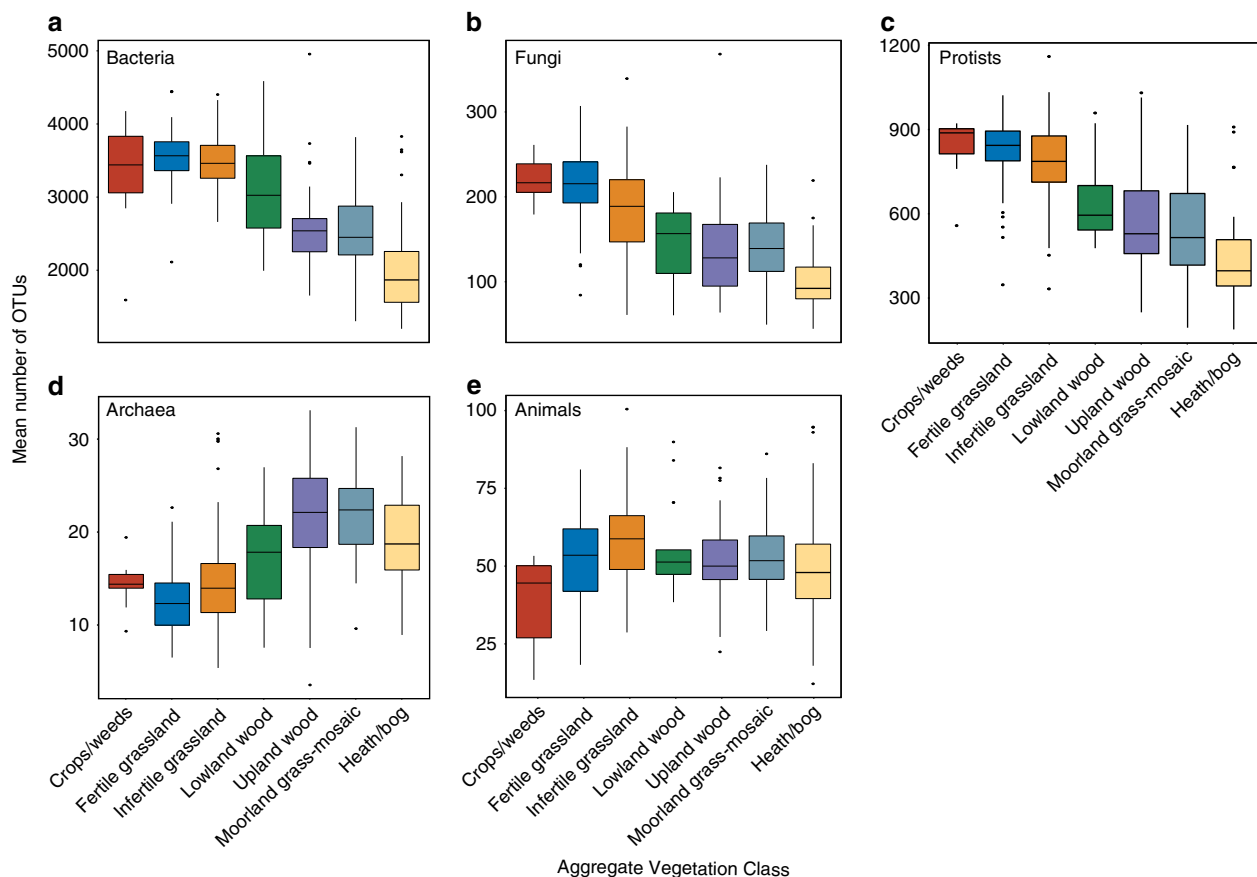 a
Bacteria
5000
4000
3000
2000
b
Fungi
300
200
100
c
Protists
1200
900
600
300
Crops/weeds
Fertile grassland
Infertile grassland
Lowland wood
Upland wood
Moorland grass-mosaic
Heath/bog
Mean number of OTUs
d
Archaea
30
20
10
Crops/weeds
Fertile grassland
Infertile grassland
Lowland wood
Upland wood
Moorland grass-mosaic
Heath/bog
e
Animals
100
75
50
25
Crops/weeds
Fertile grassland
Infertile grassland
Lowland wood
Upland wood
Moorland grass-mosaic
Heath/bog
Aggregate Vegetation Class